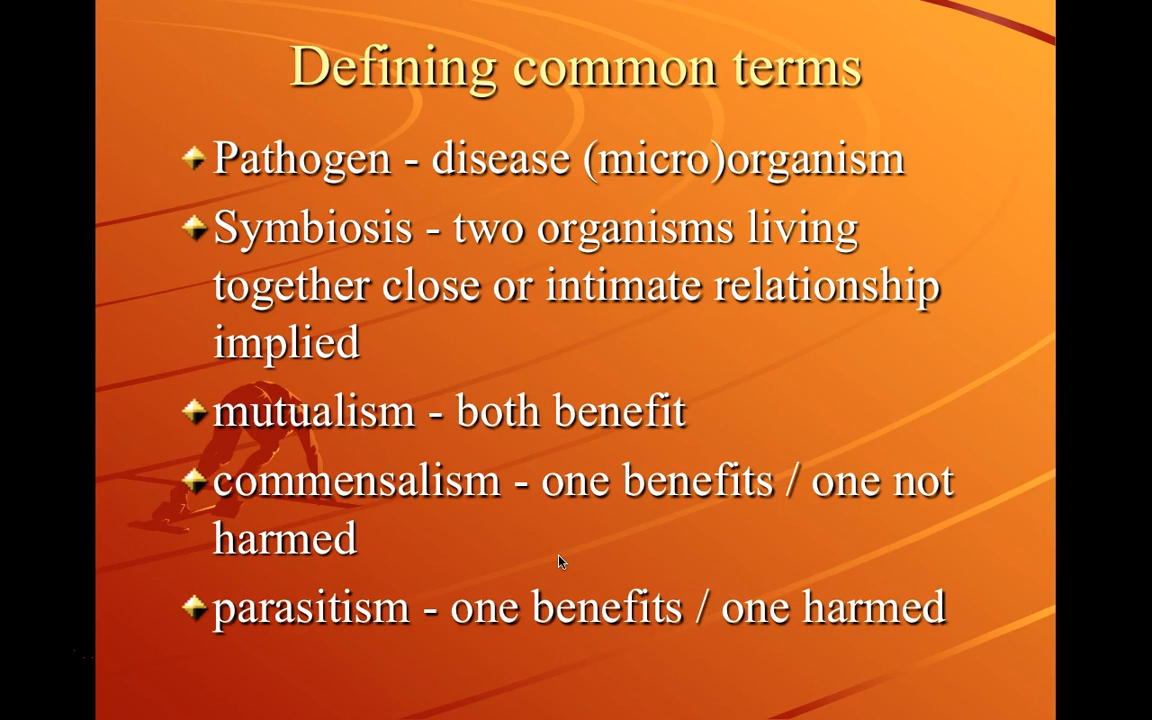 Defining common terms
Pathogen - disease (micro)organism
Symbiosis - two organisms living
together close or intimate relationship
implied
mutualism - both benefit
commensalism - one benefits / one not
harmed
parasitism - one benefits / one harmed